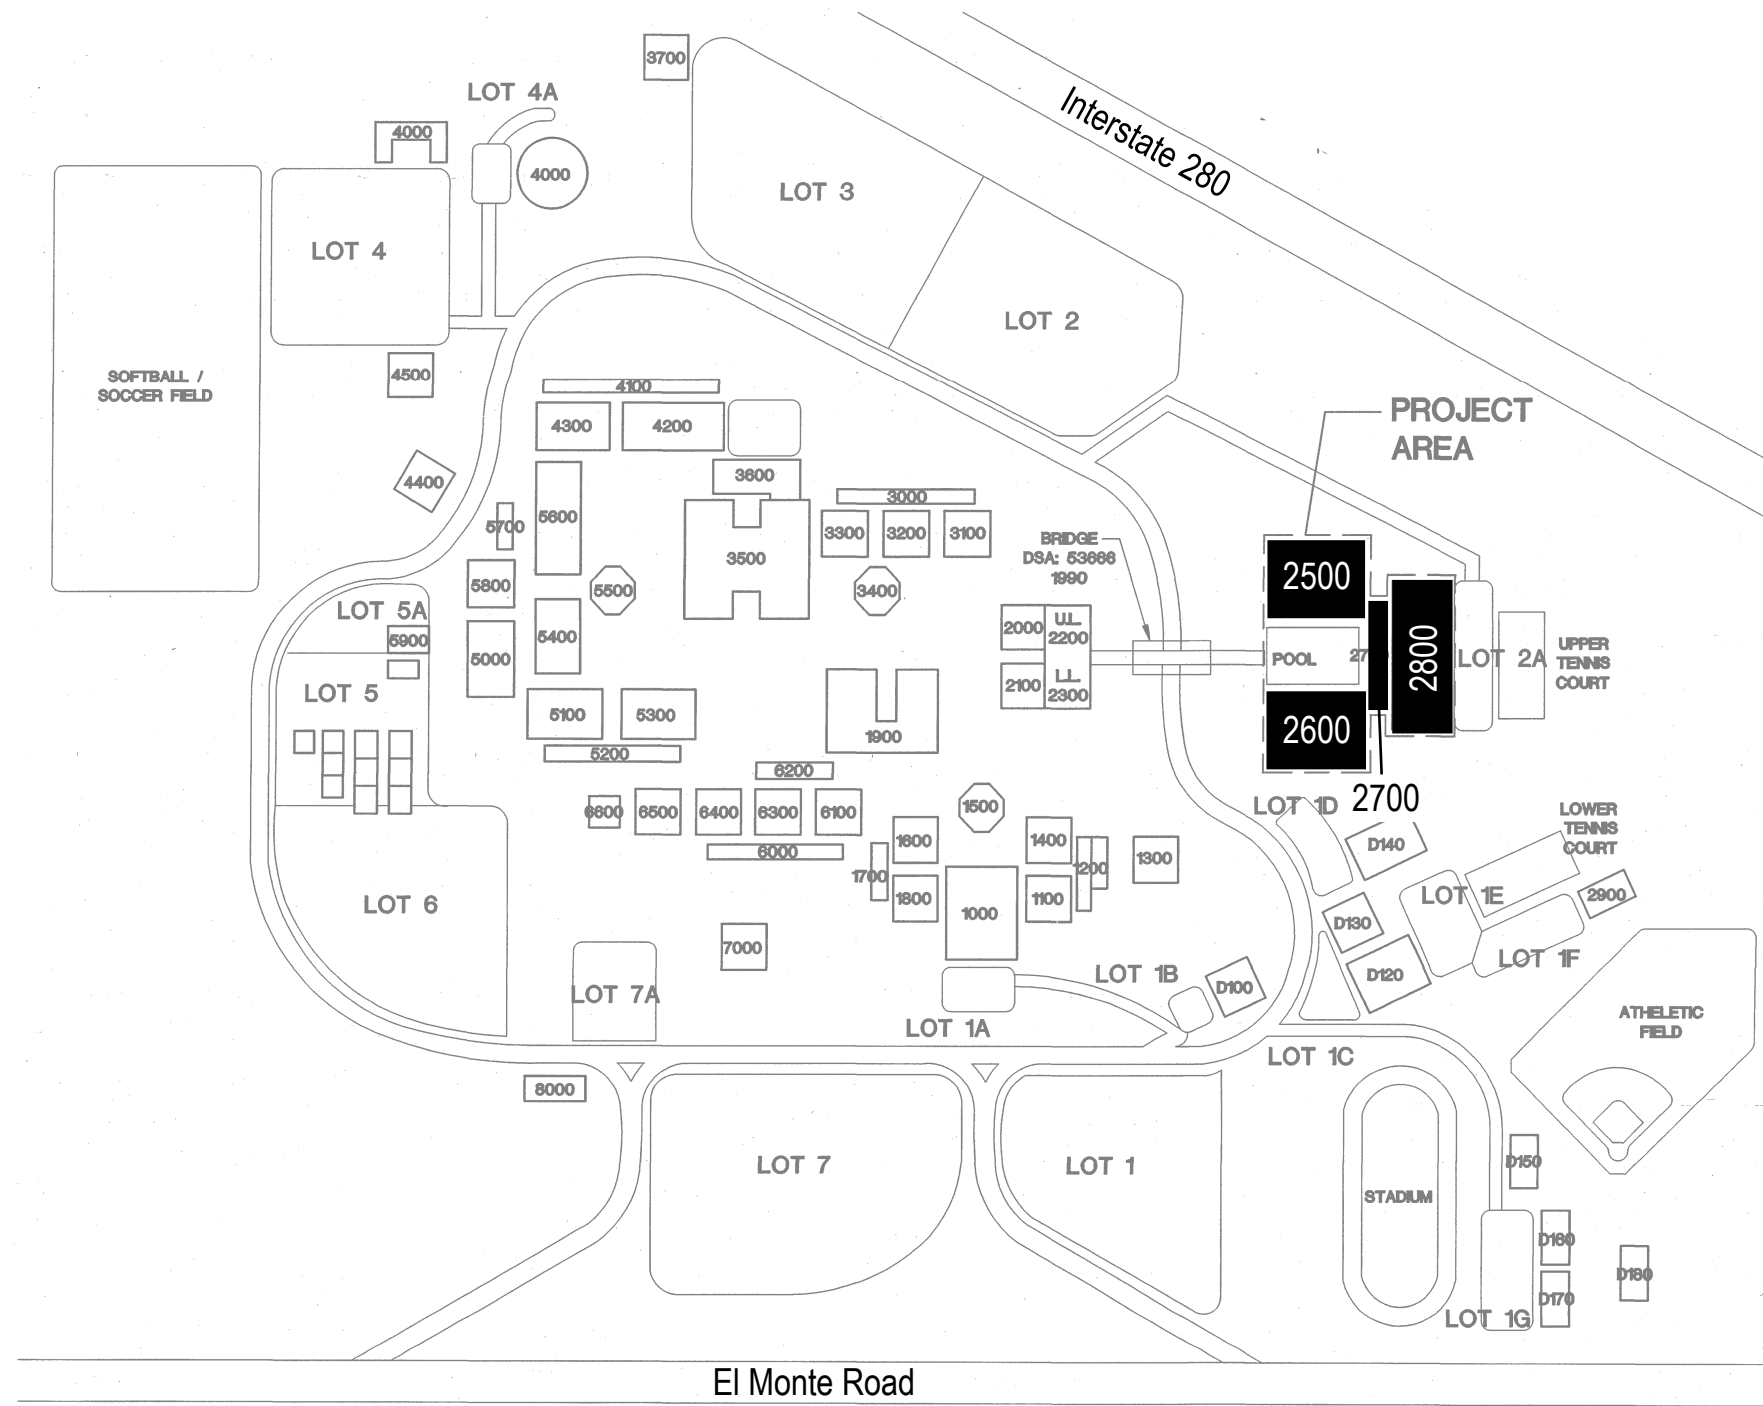 3700
LOT 4A
Interstate 280
4000
4000
LOT 3
LOT 4
LOT 2
SOFTBALL /
SOCCER FIELD
4500
4100
4300
4200
PROJECT
AREA
4400
3600
3000
5700
5600
3500
3300
3200
3100
BRIDGE
DSA: 53666
1990
2500
5800
5500
3400
LOT 5A
5900
5400
2000
U.L.
2200
5000
2100
L.L.
2300
POOL
27
2800
LOT 2A
UPPER
TENNIS
COURT
LOT 5
5100
5300
1900
2600
5200
6200
2700
LOT 1D
6600
6500
6400
6300
6100
1500
LOWER
TENNIS
COURT
6000
1600
1400
1200
1300
D140
1700
1800
1000
1100
LOT 6
LOT 1E
2900
D130
7000
LOT 1F
LOT 7A
LOT 1B
D100
D120
LOT 1A
ATHELETIC
FIELD
LOT 1C
8000
LOT 7
LOT 1
D150
STADIUM
D160
D180
D170
LOT 1G
El Monte Road